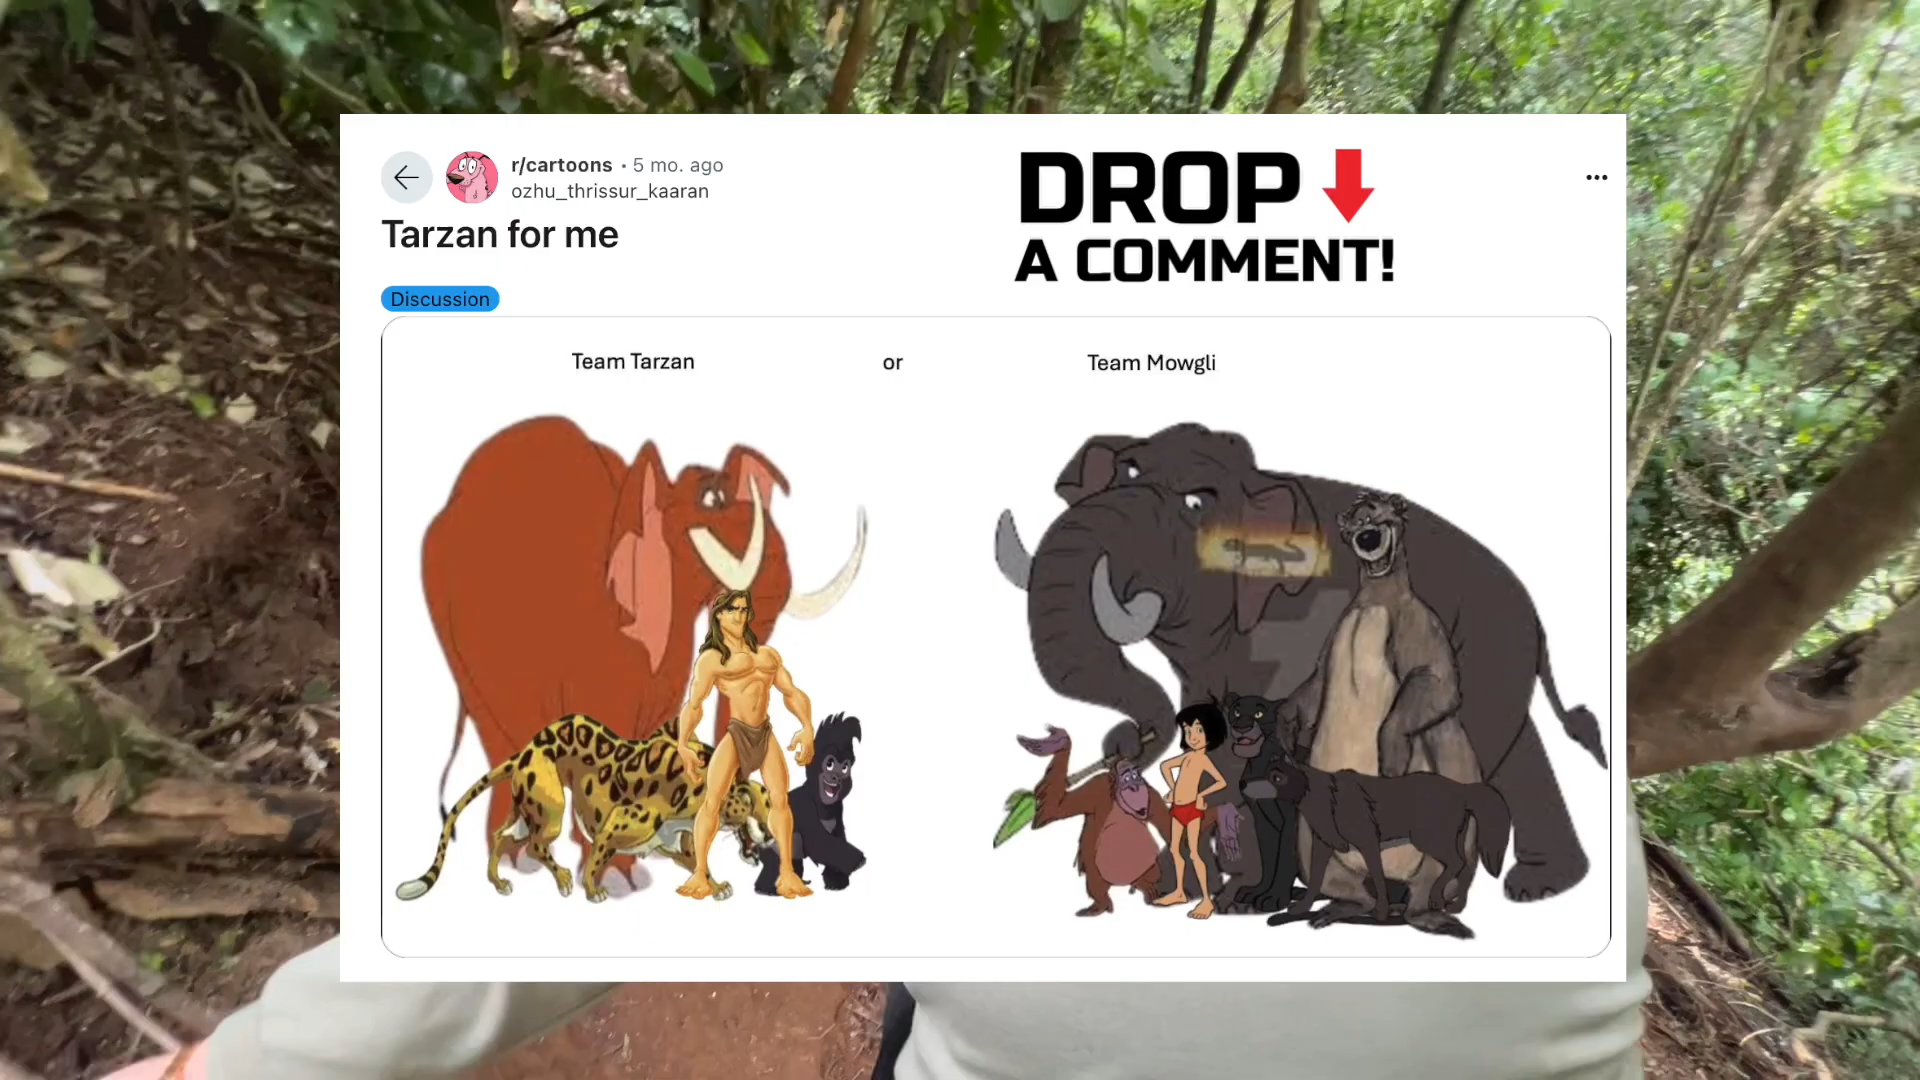 r/cartoons • 5 mo. ago
ozhu_thrissur_kaaran
Tarzan for me
Discussion
DROP
A COMMENT!
Team Tarzan or Team Mowgli